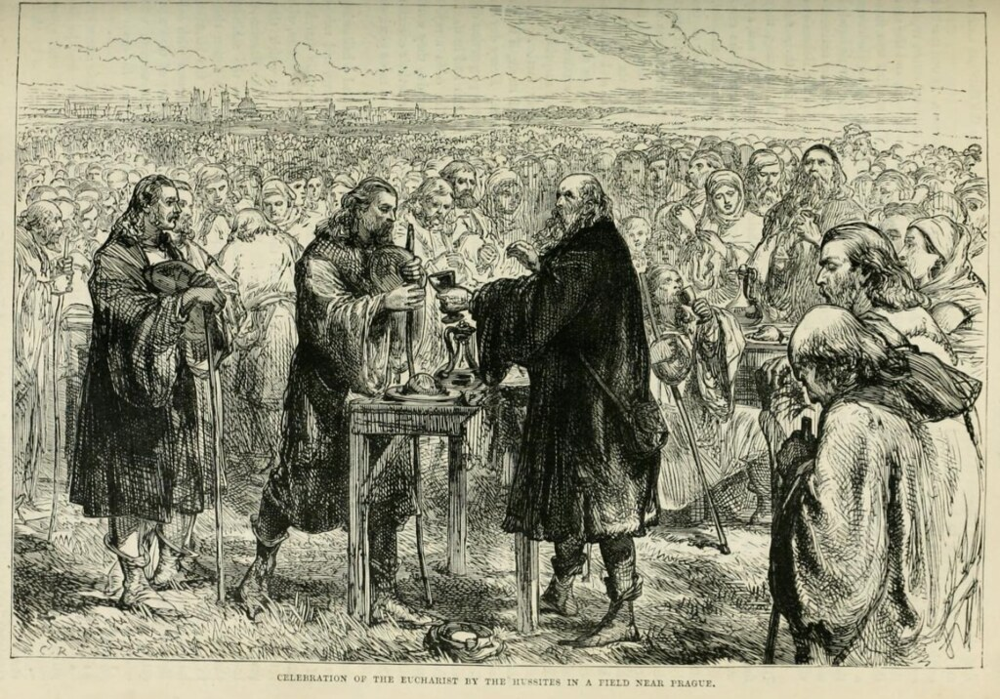 C R
CELEBRATION OF THE EUCHARIST BY THE HUSSITES IN A FIELD NEAR PRAGUE.